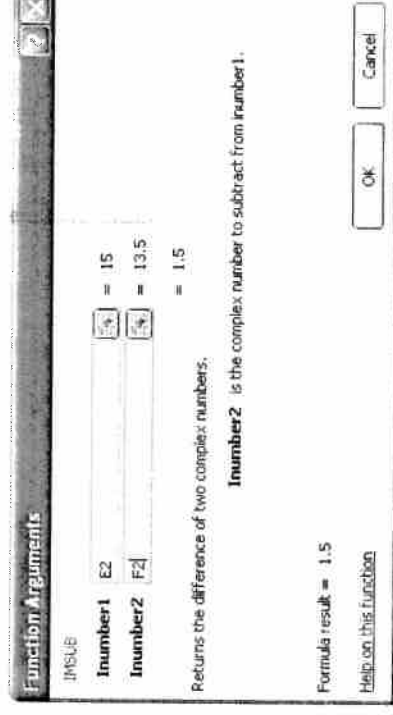 Function Arguments
IMSUB
Inumber1 E2 = 15
Inumber2 F2 = 13.5
= 1.5
Returns the difference of two complex numbers.
Inumber2 is the complex number to subtract from inumber1.
Formula result = 1.5
Help on this function
OK Cancel